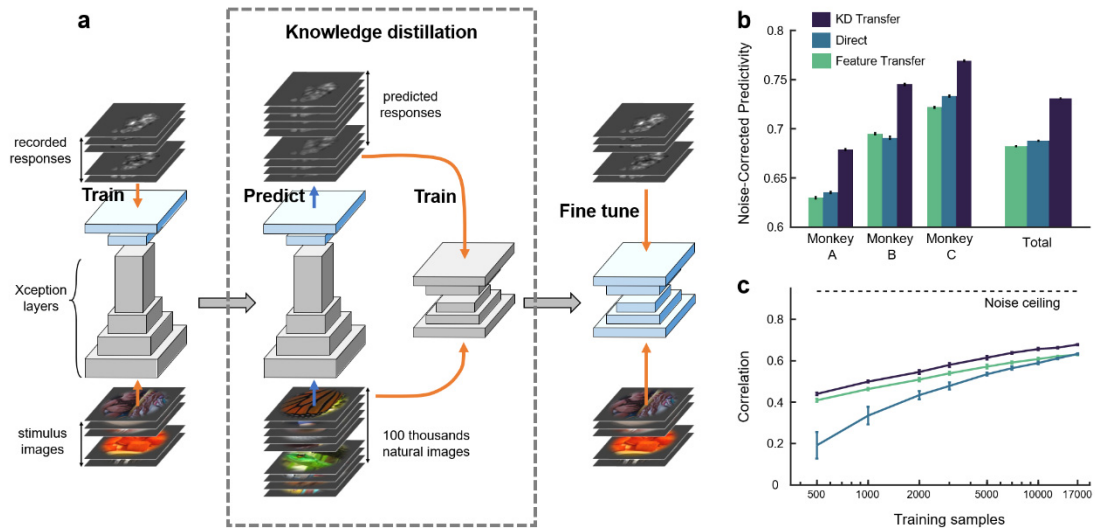 a
Knowledge distillation
recorded
responses
predicted
responses
Train
Predict
Train
Fine tune
Xception
layers
stimulus
images
100 thousands
natural images
b
KD Transfer
Direct
Feature Transfer
Noise-Corrected Predictivity
0.8
0.75
0.7
0.65
0.6
Monkey
A
Monkey
B
Monkey
C
Total
c
Noise ceiling
Correlation
0.8
0.6
0.4
0.2
0
500
1000
2000
5000
10000
17000
Training samples